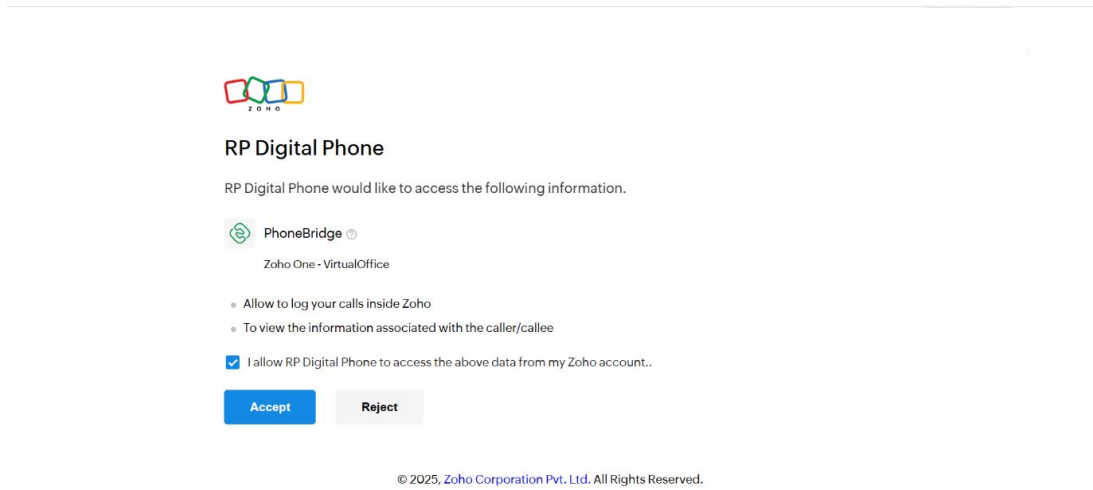 ZOHO
RP Digital Phone
RP Digital Phone would like to access the following information.
PhoneBridge ?
Zoho One - VirtualOffice
Allow to log your calls inside Zoho
To view the information associated with the caller/callee
I allow RP Digital Phone to access the above data from my Zoho account..
Accept Reject
© 2025, Zoho Corporation Pvt. Ltd. All Rights Reserved.